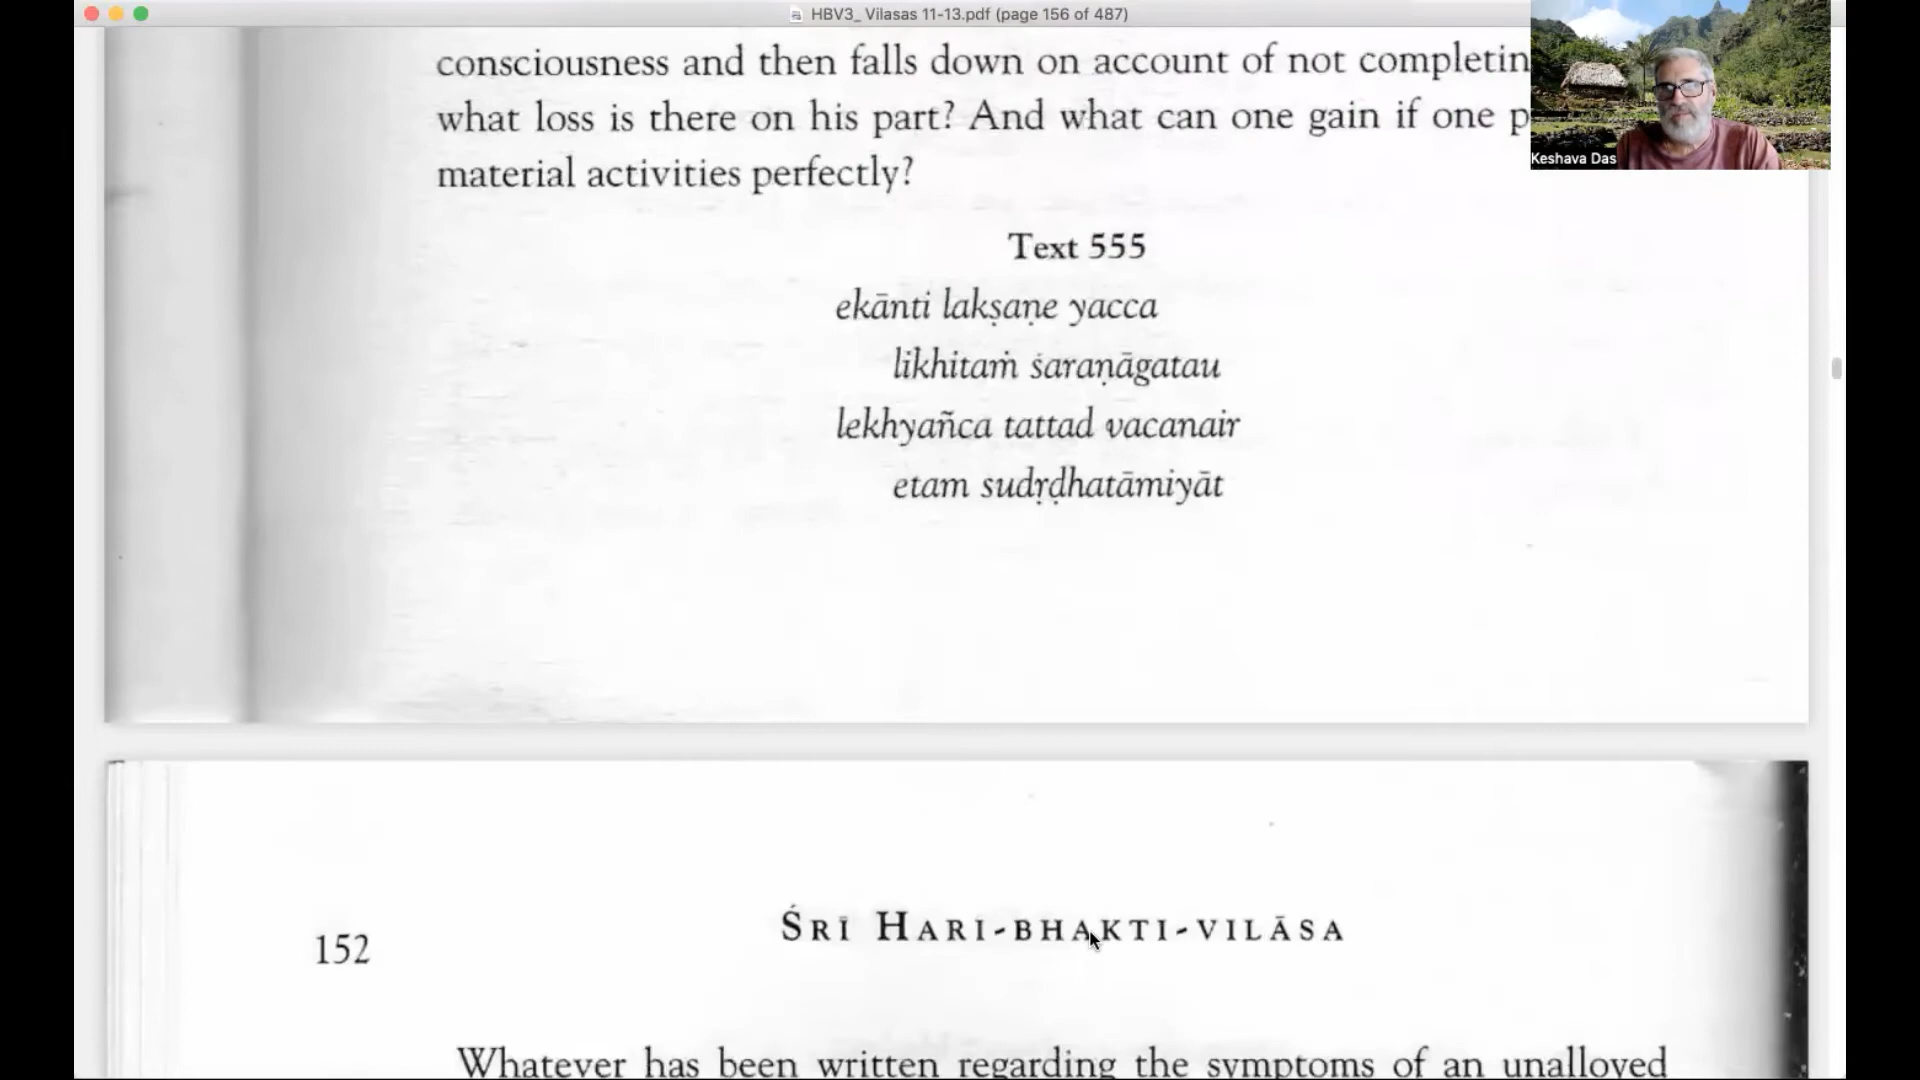 HBV3_ Vilasas 11-13.pdf (page 156 of 487)
consciousness and then falls down on account of not completin
what loss is there on his part? And what can one gain if one p
material activities perfectly?
Keshava Das
Text 555
ekānti lakṣaṇe yacca
likhitaṁ śaraṇāgatau
lekhyañca tattad vacanair
etam sudṛḍhatāmiyāt
152
ŚRĪ HARI-BHAKTI-VILĀSA
Whatever has been written regarding the symptoms of an unalloyed